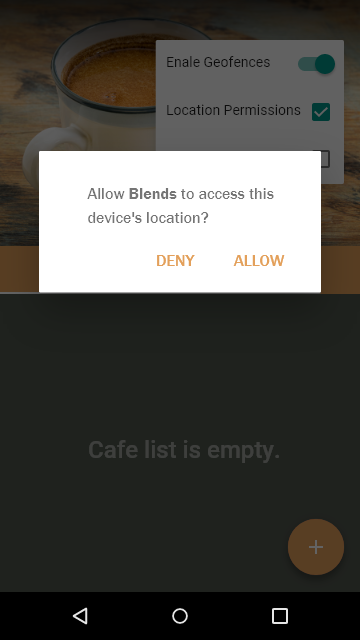 Enale Geofences
Location Permissions
Allow Blends to access this
device's location?
DENY ALLOW
Cafe list is empty.